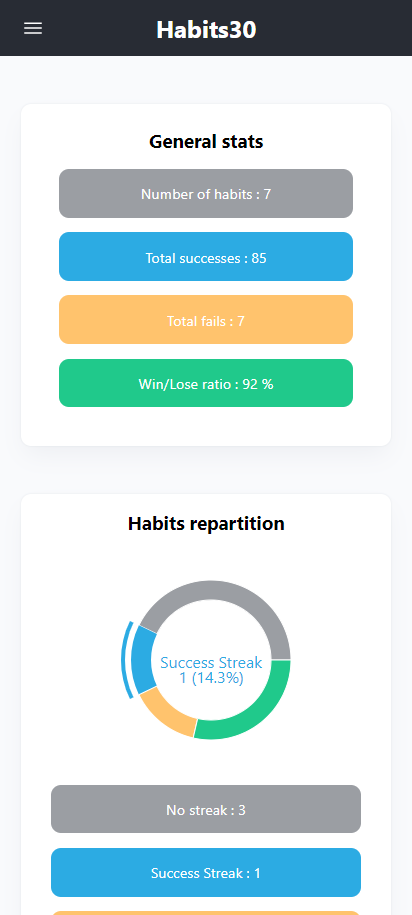 Habits30
General stats
Number of habits : 7
Total successes : 85
Total fails : 7
Win/Lose ratio : 92 %
Habits repartition
Success Streak
1 (14.3%)
No streak : 3
Success Streak : 1